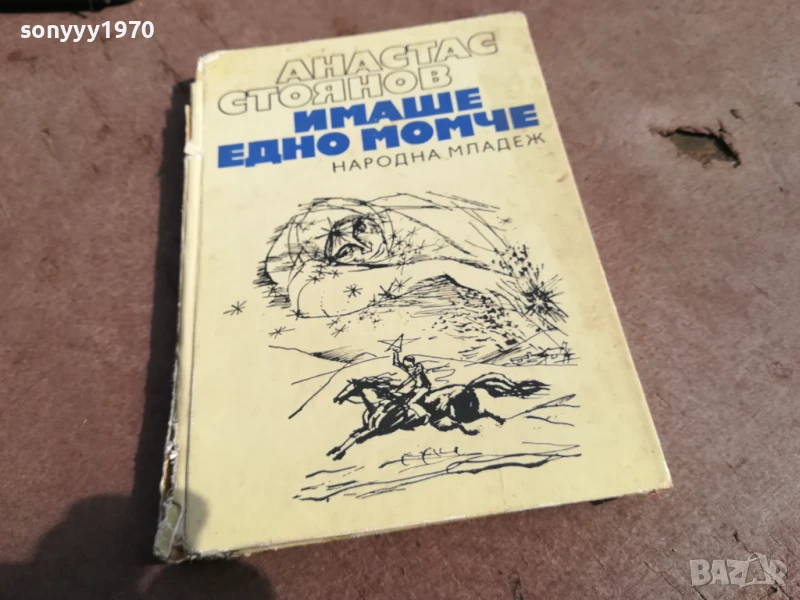 sonyyy1970
АНАСТАС
СТОЯНОВ
ИМАШЕ
ЕДНО МОМЧЕ
НАРОДНА МЛАДЕЖ
BAZAR